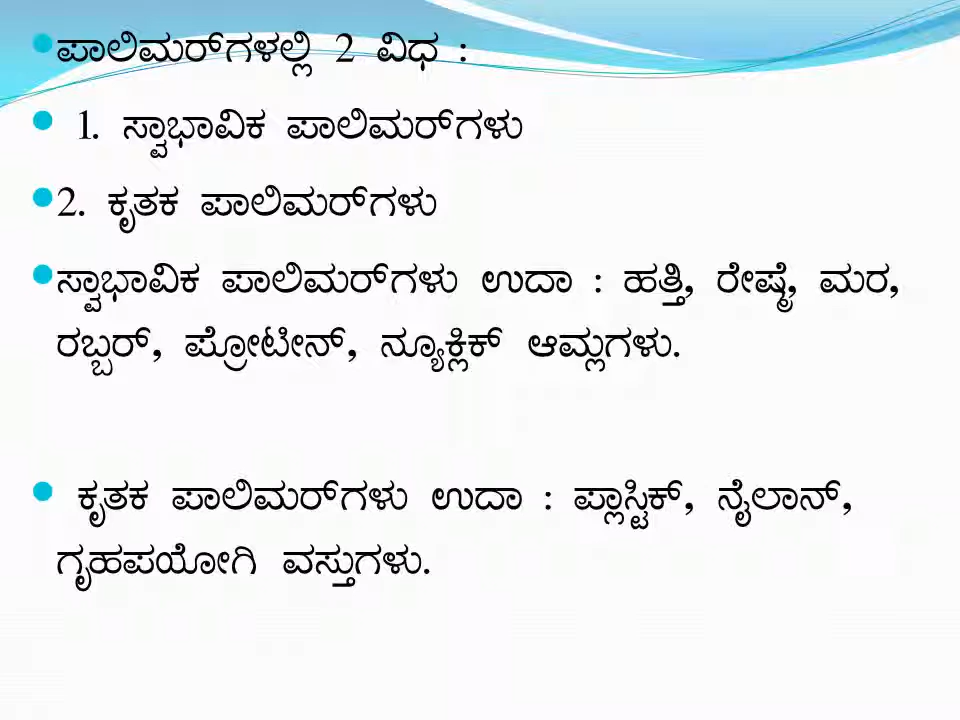 ಪಾಲಿಮರ್‌ಗಳಲ್ಲಿ 2 ವಿಧ :
1. ಸ್ವಾಭಾವಿಕ ಪಾಲಿಮರ್‌ಗಳು
2. ಕೃತಕ ಪಾಲಿಮರ್‌ಗಳು
ಸ್ವಾಭಾವಿಕ ಪಾಲಿಮರ್‌ಗಳು ಉದಾ : ಹತ್ತಿ, ರೇಷ್ಮೆ, ಮರ,
ರಬ್ಬರ್, ಪ್ರೋಟೀನ್, ನ್ಯೂಕ್ಲಿಕ್ ಆಮ್ಲಗಳು.
ಕೃತಕ ಪಾಲಿಮರ್‌ಗಳು ಉದಾ : ಪ್ಲಾಸ್ಟಿಕ್, ನೈಲಾನ್,
ಗೃಹಪಯೋಗಿ ವಸ್ತುಗಳು.